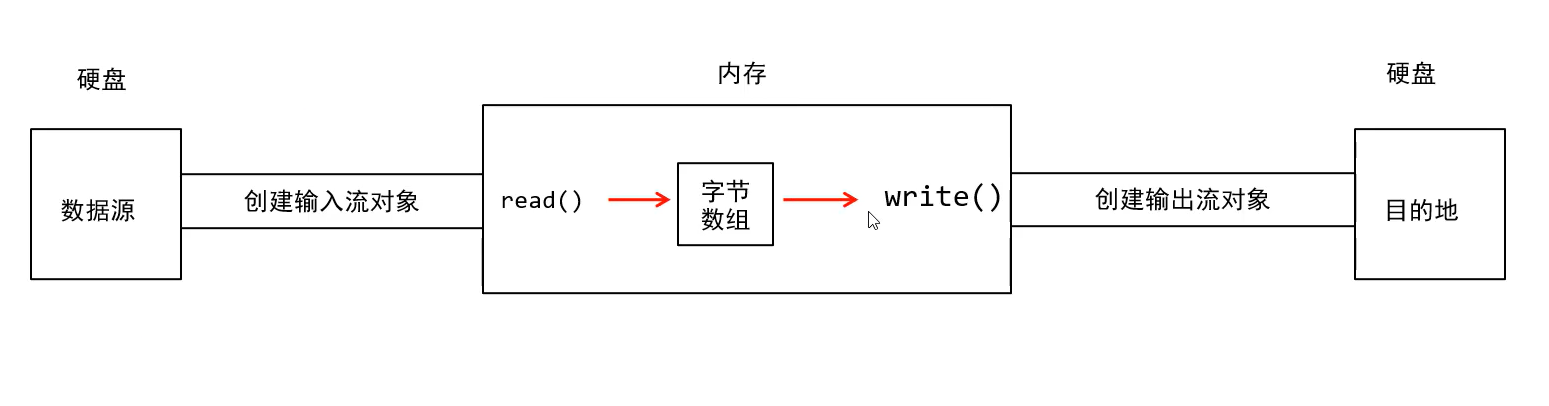 硬盘
内存
硬盘
数据源
创建输入流对象
read()
字节
数组
write()
创建输出流对象
目的地